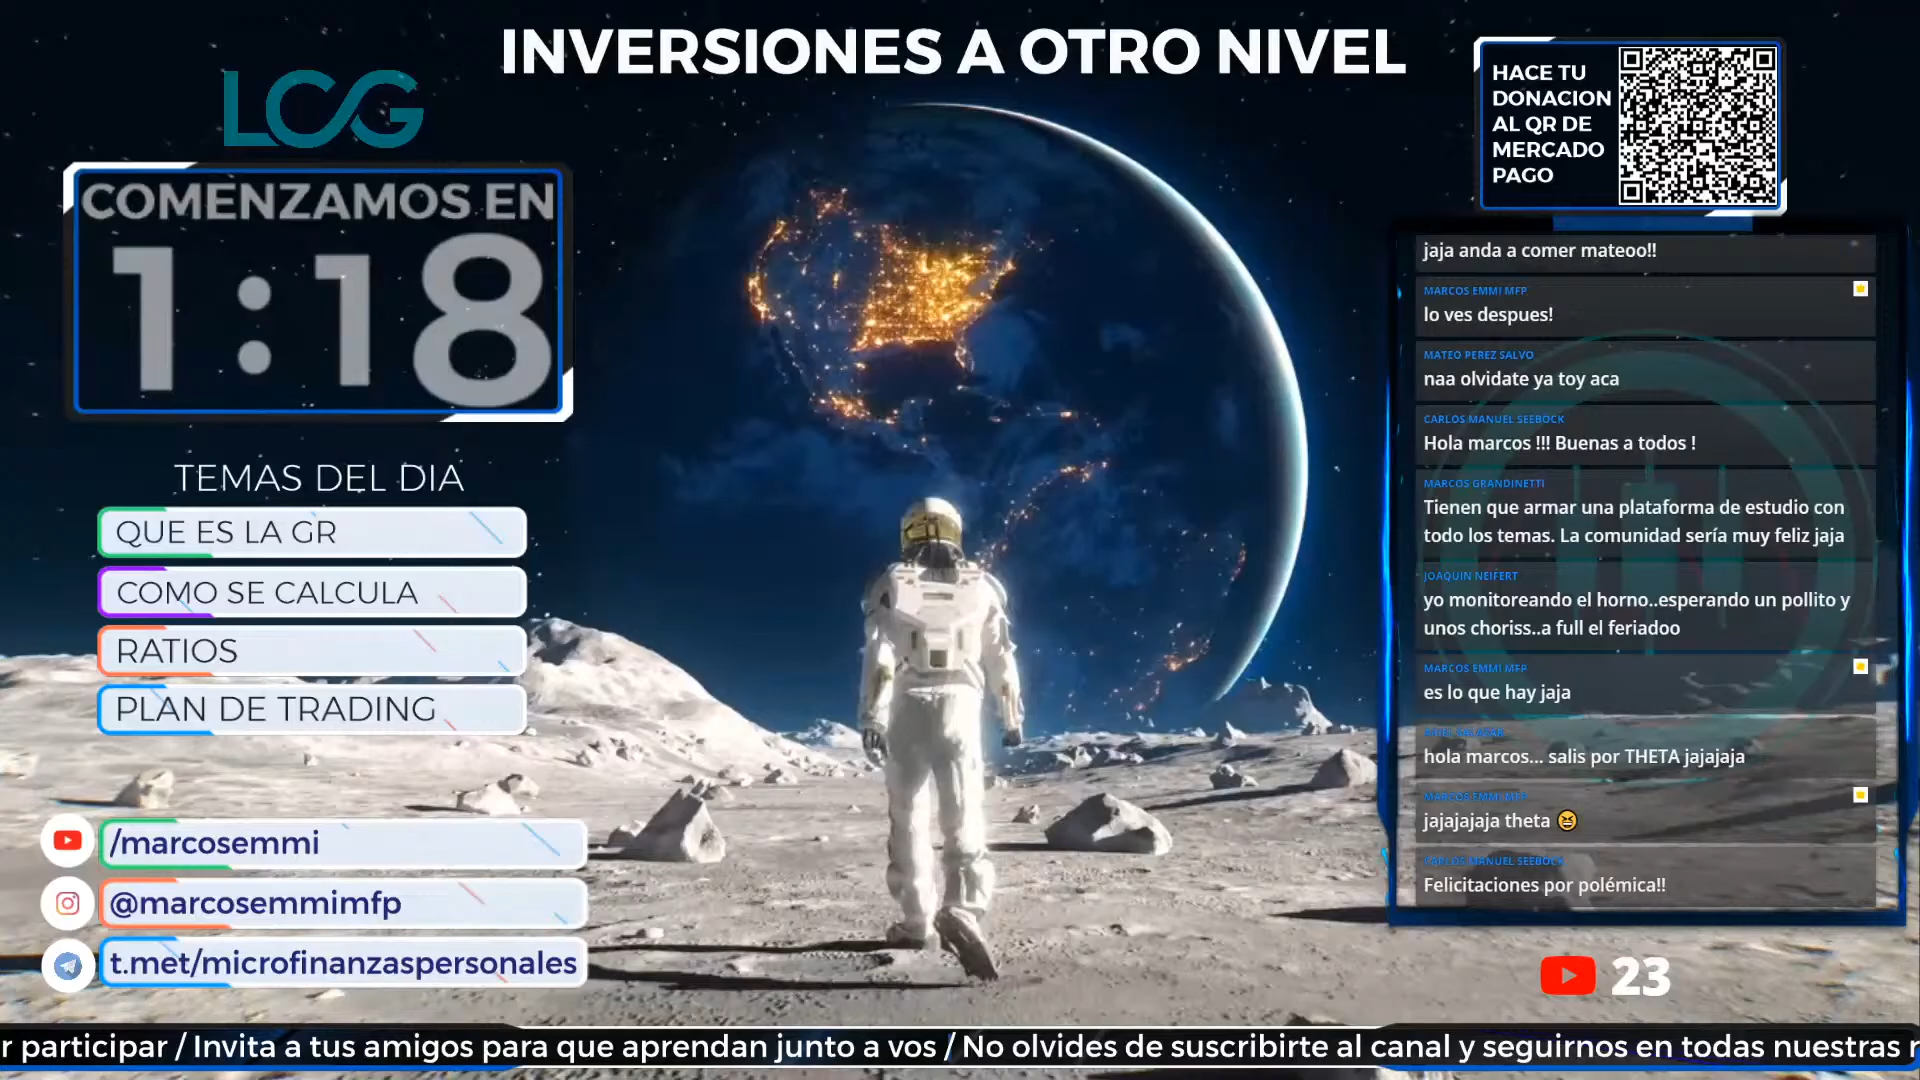 INVERSIONES A OTRO NIVEL
LCG
COMENZAMOS EN
1:18
TEMAS DEL DIA
QUE ES LA GR
COMO SE CALCULA
RATIOS
PLAN DE TRADING
/marcosemmi
@marcosemmimfp
t.met/microfinanzaspersonales
HACE TU
DONACION
AL QR DE
MERCADO
PAGO
jaja anda a comer mateoo!!
MARCOS EMMI MFP
lo ves despues!
MATEO PEREZ SALVO
naa olvidate ya toy aca
CARLOS MANUEL SEEBOCK
Hola marcos !!! Buenas a todos !
MARCOS GRANDINETTI
Tienen que armar una plataforma de estudio con
todo los temas. La comunidad sería muy feliz jaja
JOAQUIN NEIFERT
yo monitoreando el horno..esperando un pollito y
unos choriss..a full el feriadoo
MARCOS EMMI MFP
es lo que hay jaja
hola marcos... salis por THETA jajajaja
MARCOS EMMI MFP
jajajajaja theta 😆
CARLOS MANUEL SEEBOCK
Felicitaciones por polémica!!
23
r participar / Invita a tus amigos para que aprendan junto a vos / No olvides de suscribirte al canal y seguirnos en todas nuestras r